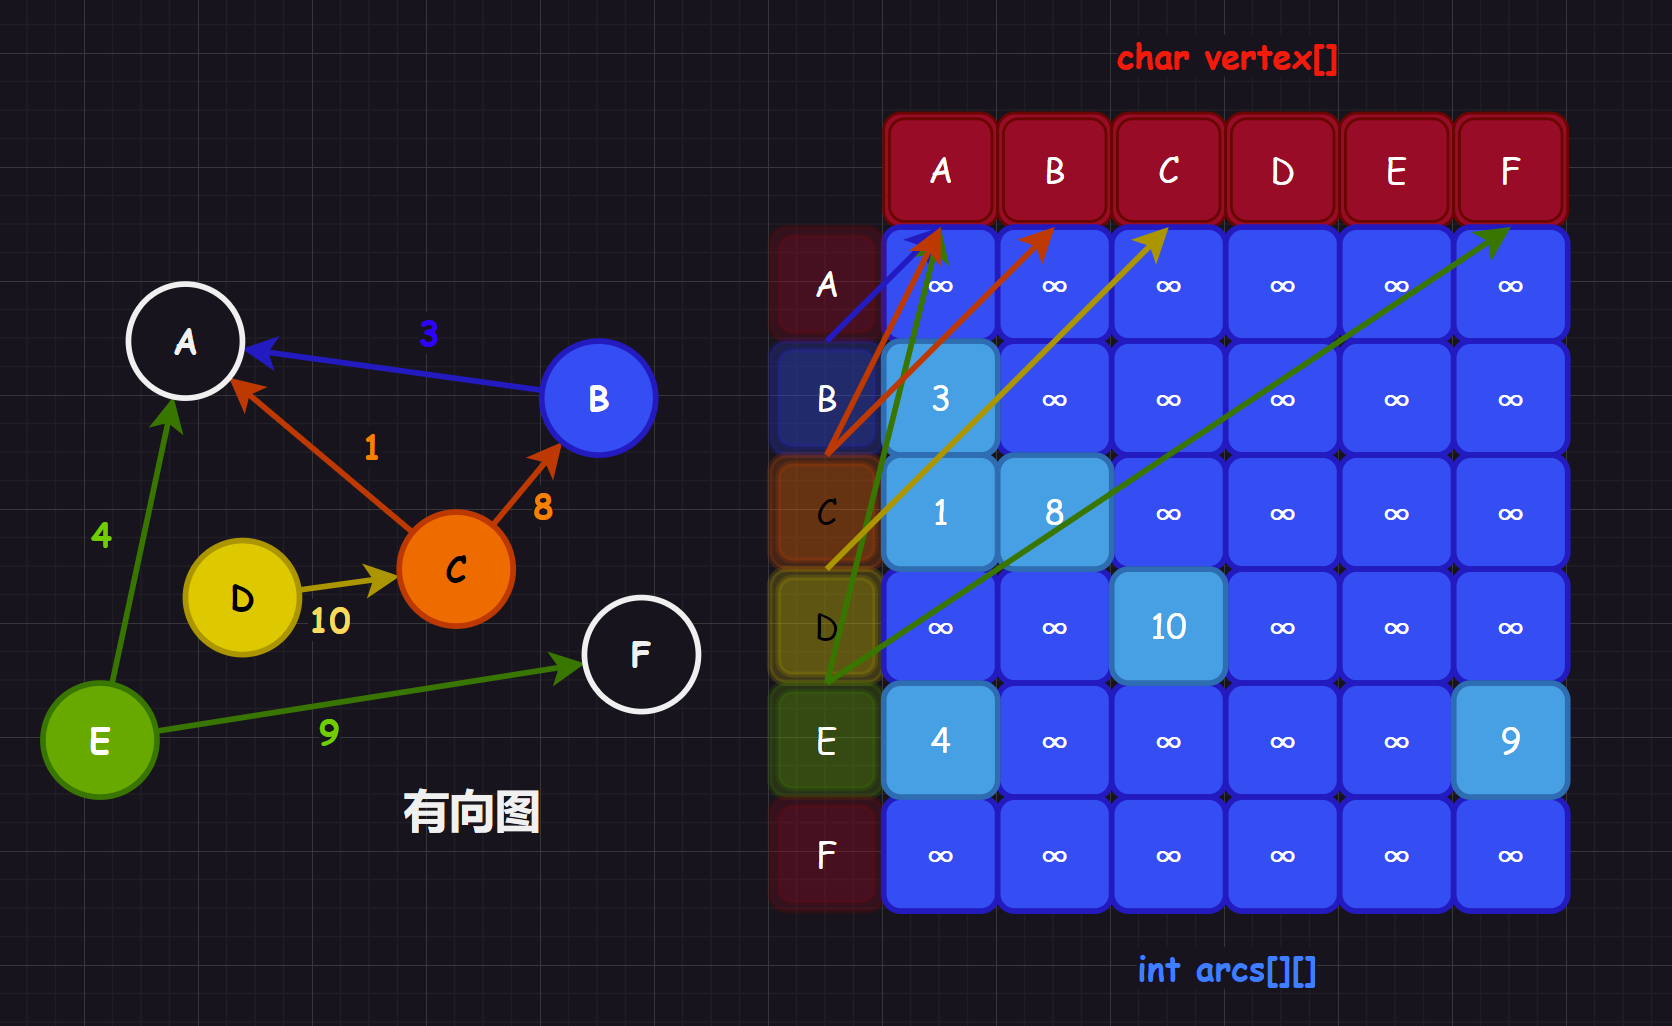 char vertex[]
A B C D E F
A ∞ ∞ ∞ ∞ ∞ ∞
B 3 ∞ ∞ ∞ ∞ ∞
C 1 8 ∞ ∞ ∞ ∞
D ∞ ∞ 10 ∞ ∞ ∞
E 4 ∞ ∞ ∞ ∞ 9
F ∞ ∞ ∞ ∞ ∞ ∞
int arcs[][]
A
3
B
1
8
4
C
D
10
F
E
9
有向图